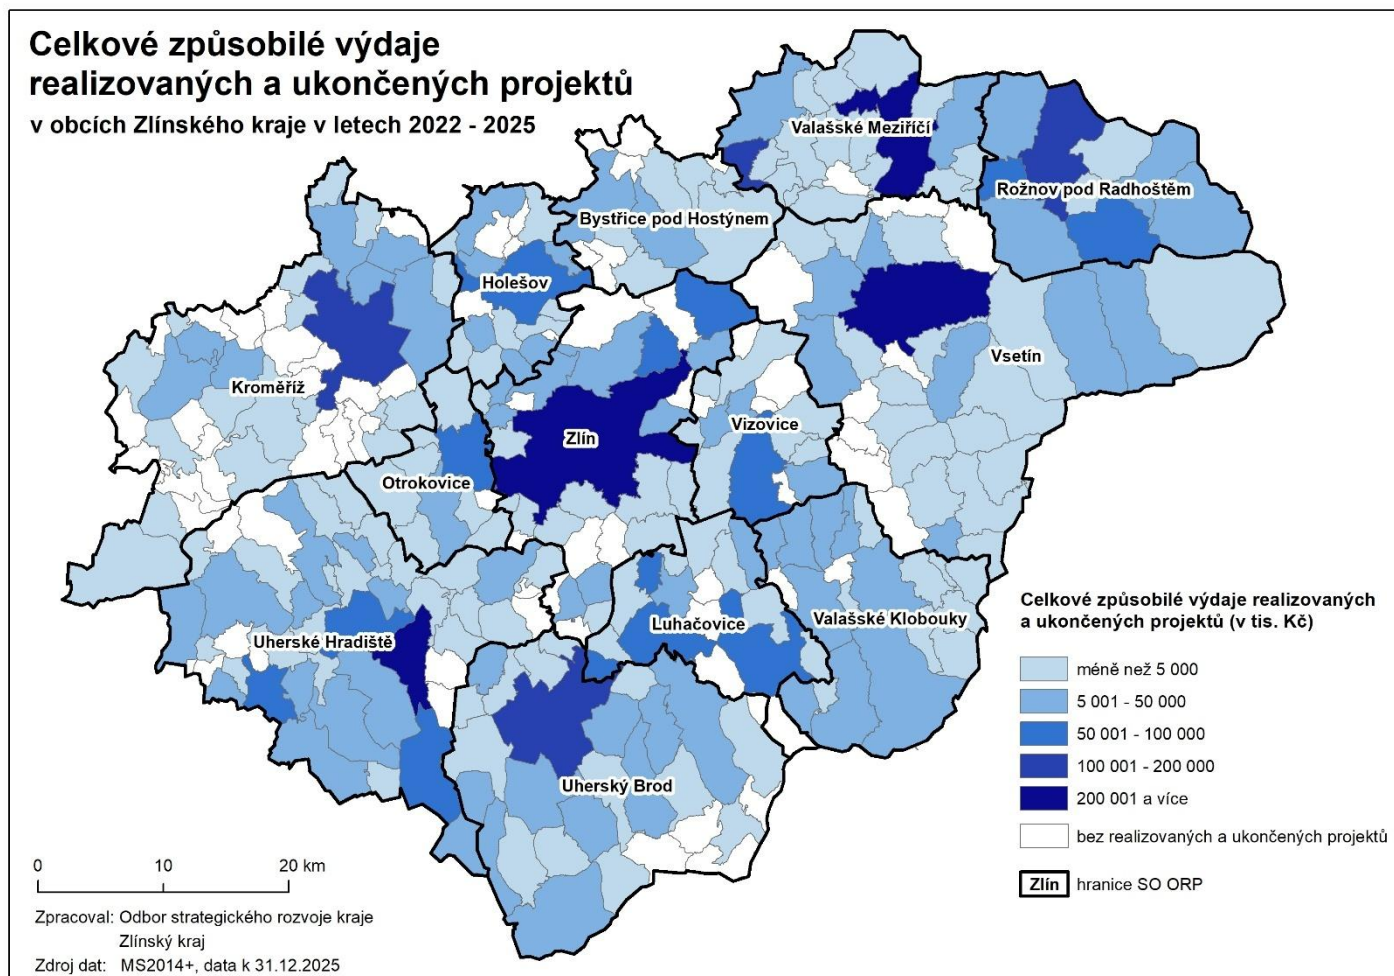 Celkové způsobilé výdaje
realizovaných a ukončených projektů
v obcích Zlínského kraje v letech 2022 - 2025
Valašské Meziříčí
Rožnov pod Radhoštěm
Bystřice pod Hostýnem
Holešov
Vsetín
Kroměříž
Vizovice
Zlín
Otrokovice
Valašské Klobouky
Luhačovice
Uherské Hradiště
Uherský Brod
Celkové způsobilé výdaje realizovaných
a ukončených projektů (v tis. Kč)
méně než 5 000
5 001 - 50 000
50 001 - 100 000
100 001 - 200 000
200 001 a více
bez realizovaných a ukončených projektů
Zlín hranice SO ORP
0 10 20 km
Zpracoval: Odbor strategického rozvoje kraje
Zlínský kraj
Zdroj dat: MS2014+, data k 31.12.2025